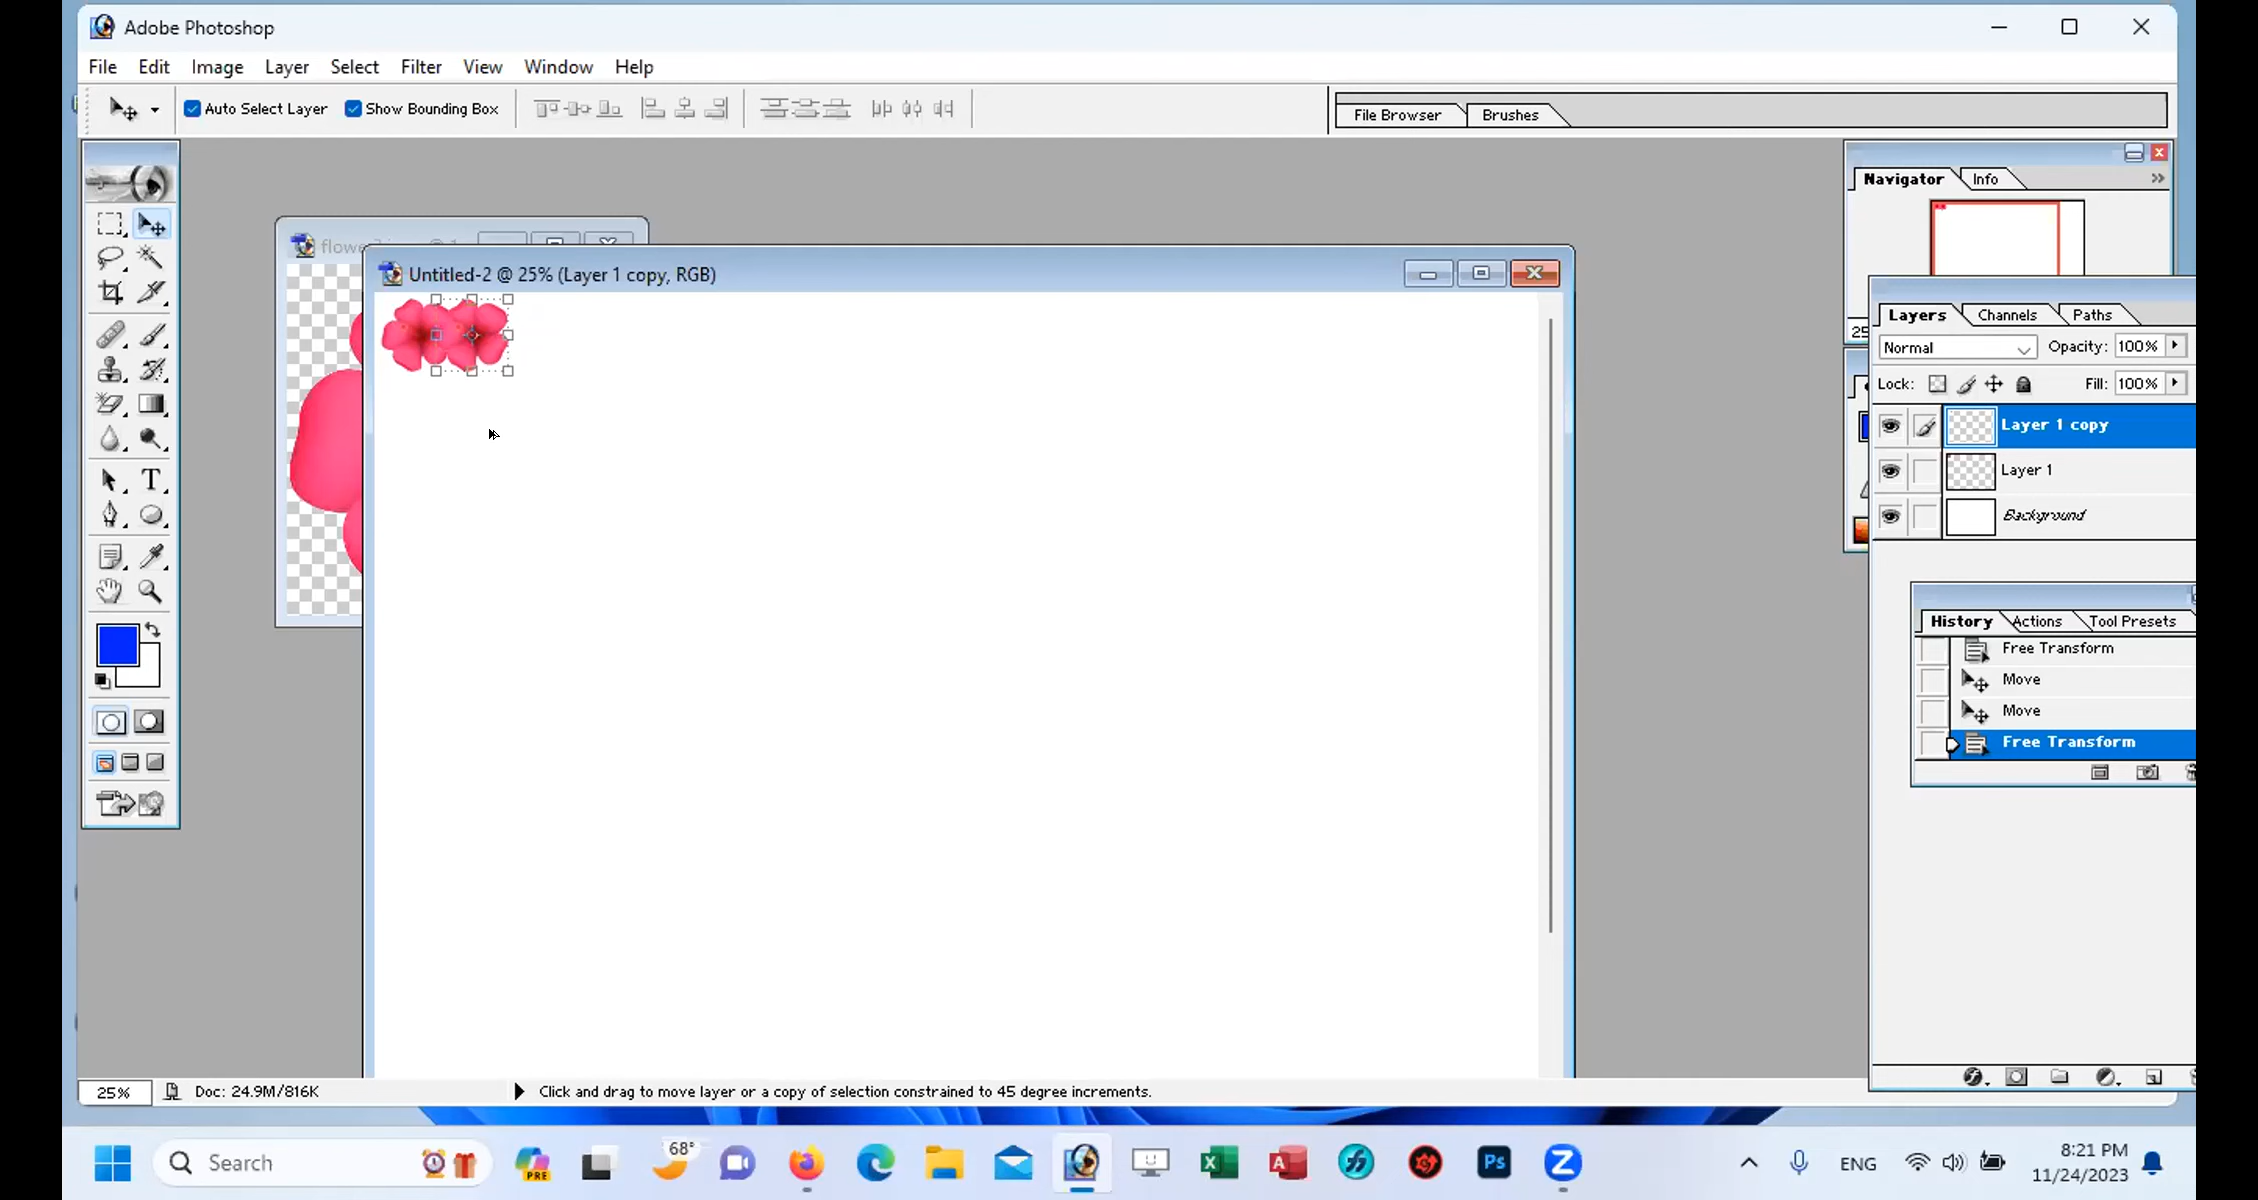 Adobe Photoshop
File Edit Image Layer Select Filter View Window Help
Auto Select Layer Show Bounding Box
File Browser Brushes
Navigator Info
Untitled-2 @ 25% (Layer 1 copy, RGB)
Layers Channels Paths
Normal Opacity: 100%
Lock: Fill: 100%
Layer 1 copy
Layer 1
Background
T
History Actions Tool Presets
Free Transform
Move
Move
Free Transform
25% Doc: 24.9M/816K Click and drag to move layer or a copy of selection constrained to 45 degree increments.
Search PRE 68° Ps ENG 8:21 PM
11/24/2023